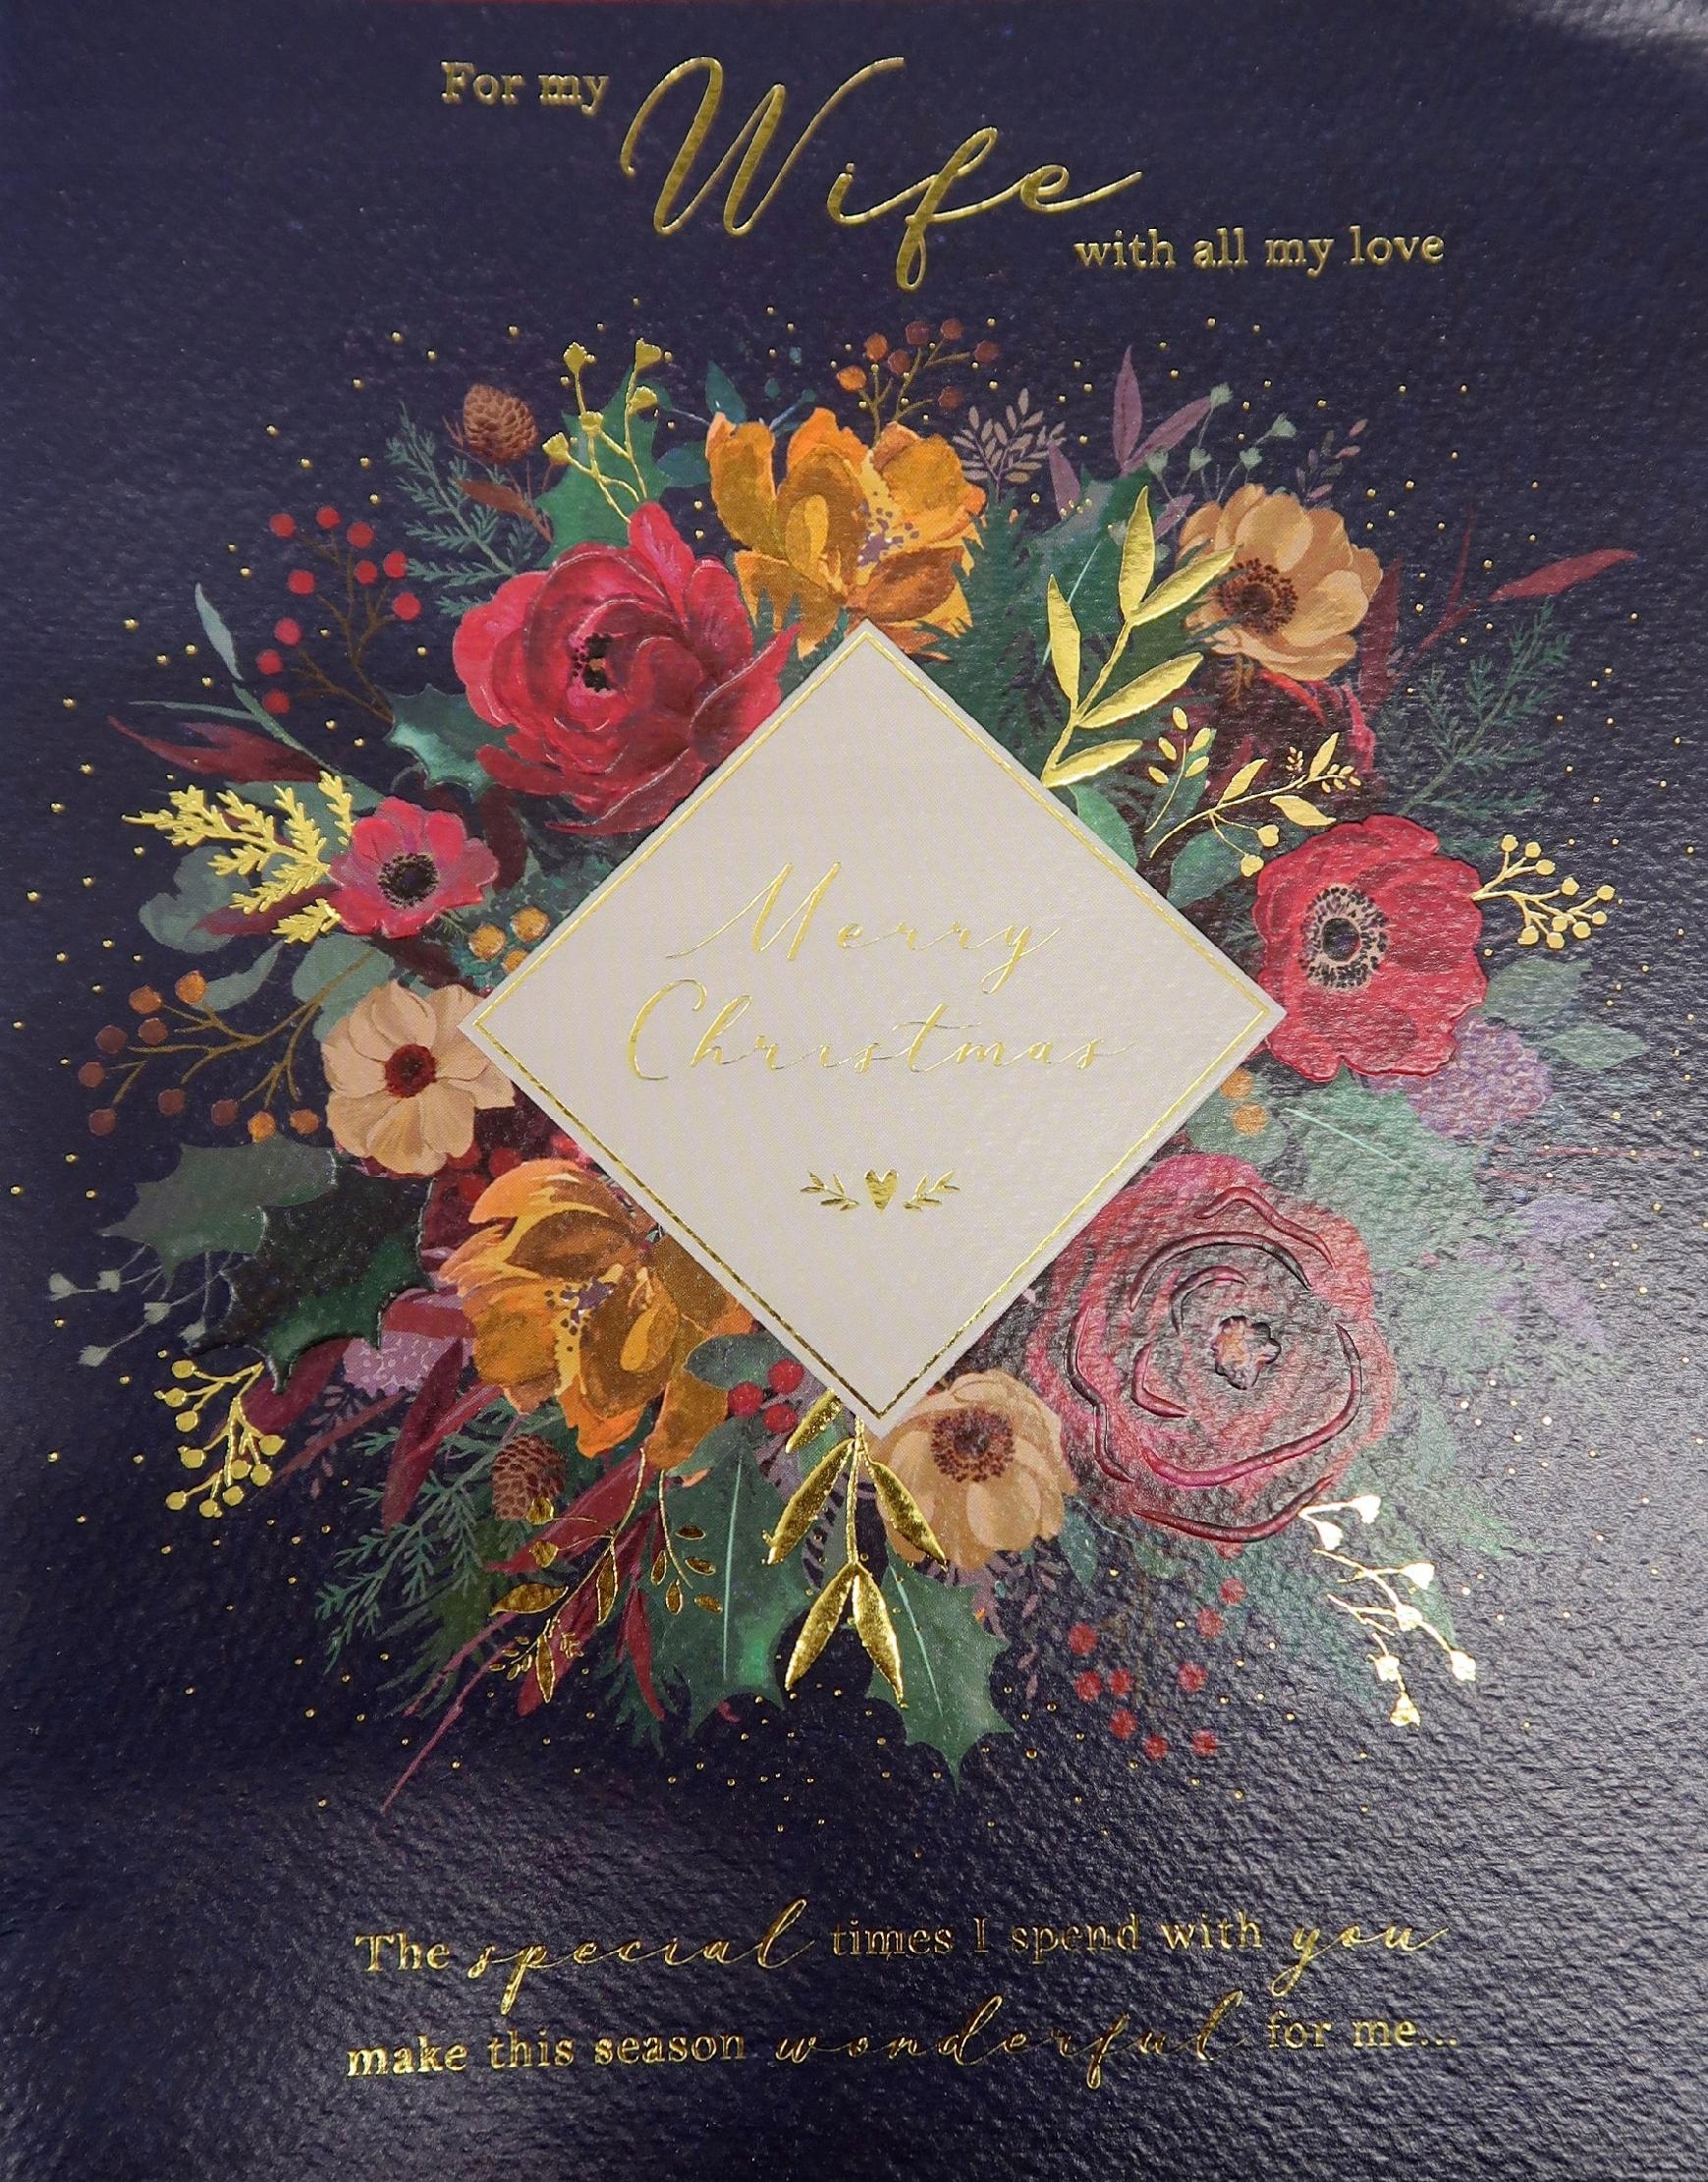 For my Wife with all my love
Merry
Christmas
The special times I spend with you
make this season wonderful for me...